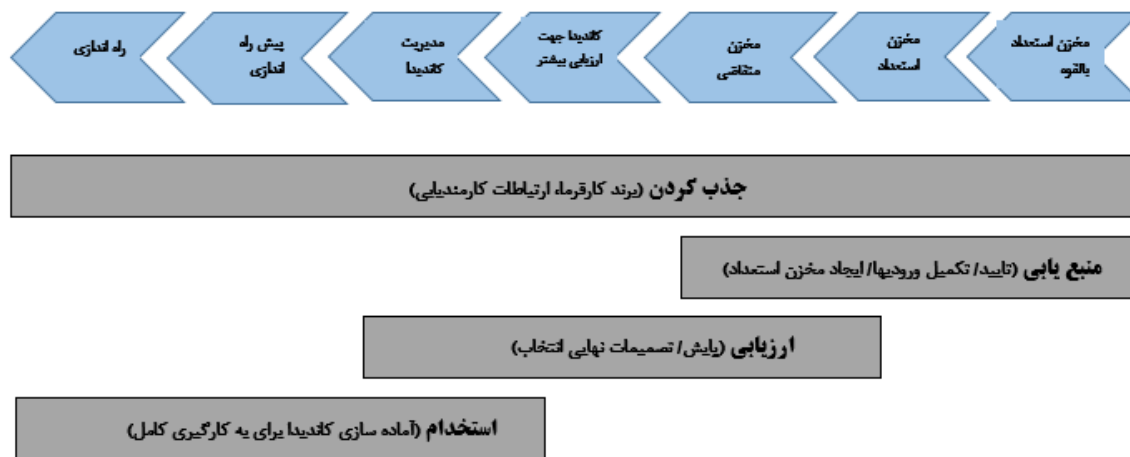 مخزن استعداد
بالقوه
مخزن
استعداد
مخزن
متقاضی
کاندیدا جهت
ارزیابی بیشتر
مدیریت
کاندیدا
پیش راه
اندازی
راه اندازی
جذب کردن (برند کارفرما، ارتباطات کارمندیابی)
منبع یابی (تایید/ تکمیل ورودیها/ ایجاد مخزن استعداد)
ارزیابی (پایش/ تصمیمات نهایی انتخاب)
استخدام (آماده سازی کاندیدا برای به کارگیری کامل)